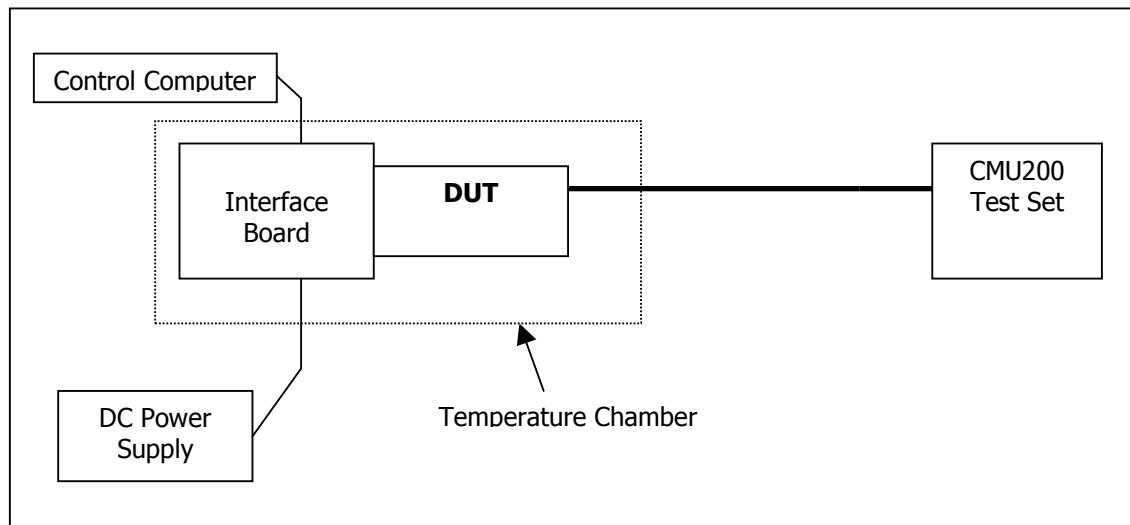 Control Computer
Interface
Board
DUT
CMU200
Test Set
DC Power
Supply
Temperature Chamber